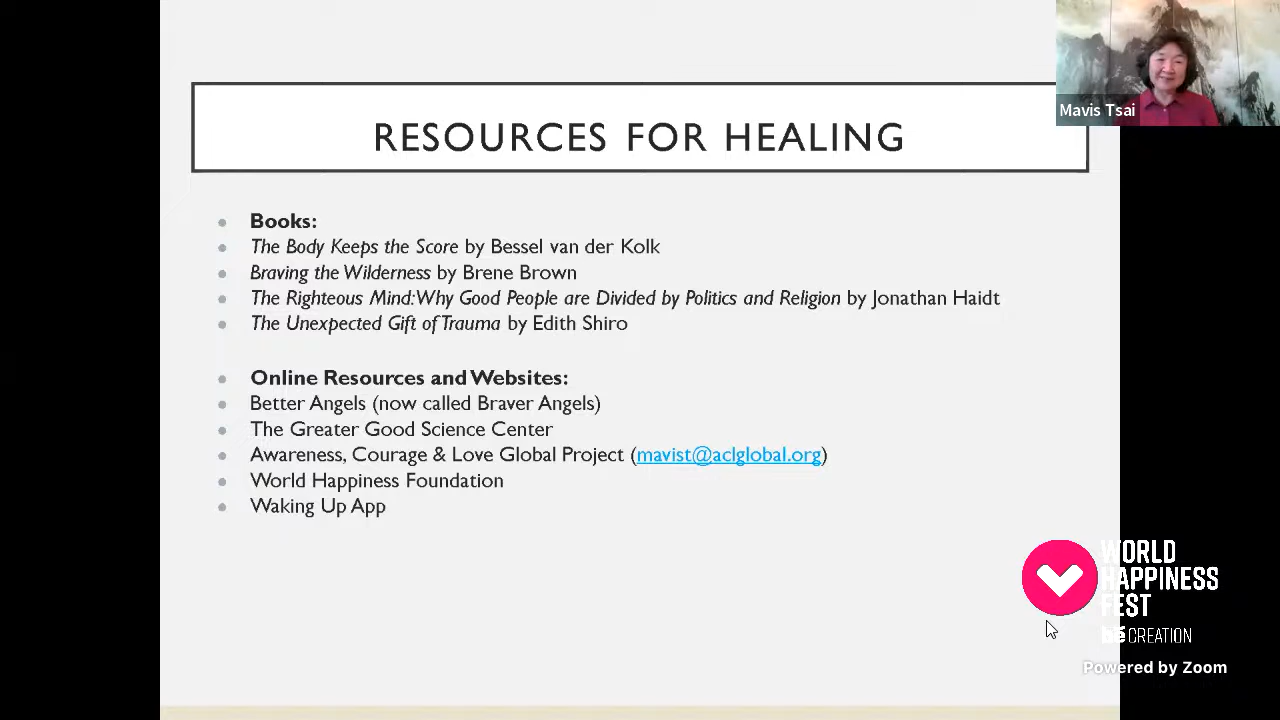 Mavis Tsai
RESOURCES FOR HEALING
Books:
The Body Keeps the Score by Bessel van der Kolk
Braving the Wilderness by Brene Brown
The Righteous Mind: Why Good People are Divided by Politics and Religion by Jonathan Haidt
The Unexpected Gift of Trauma by Edith Shiro
Online Resources and Websites:
Better Angels (now called Braver Angels)
The Greater Good Science Center
Awareness, Courage & Love Global Project (mavist@aclglobal.org)
World Happiness Foundation
Waking Up App
WORLD
HAPPINESS
FEST
CREATION
Powered by Zoom